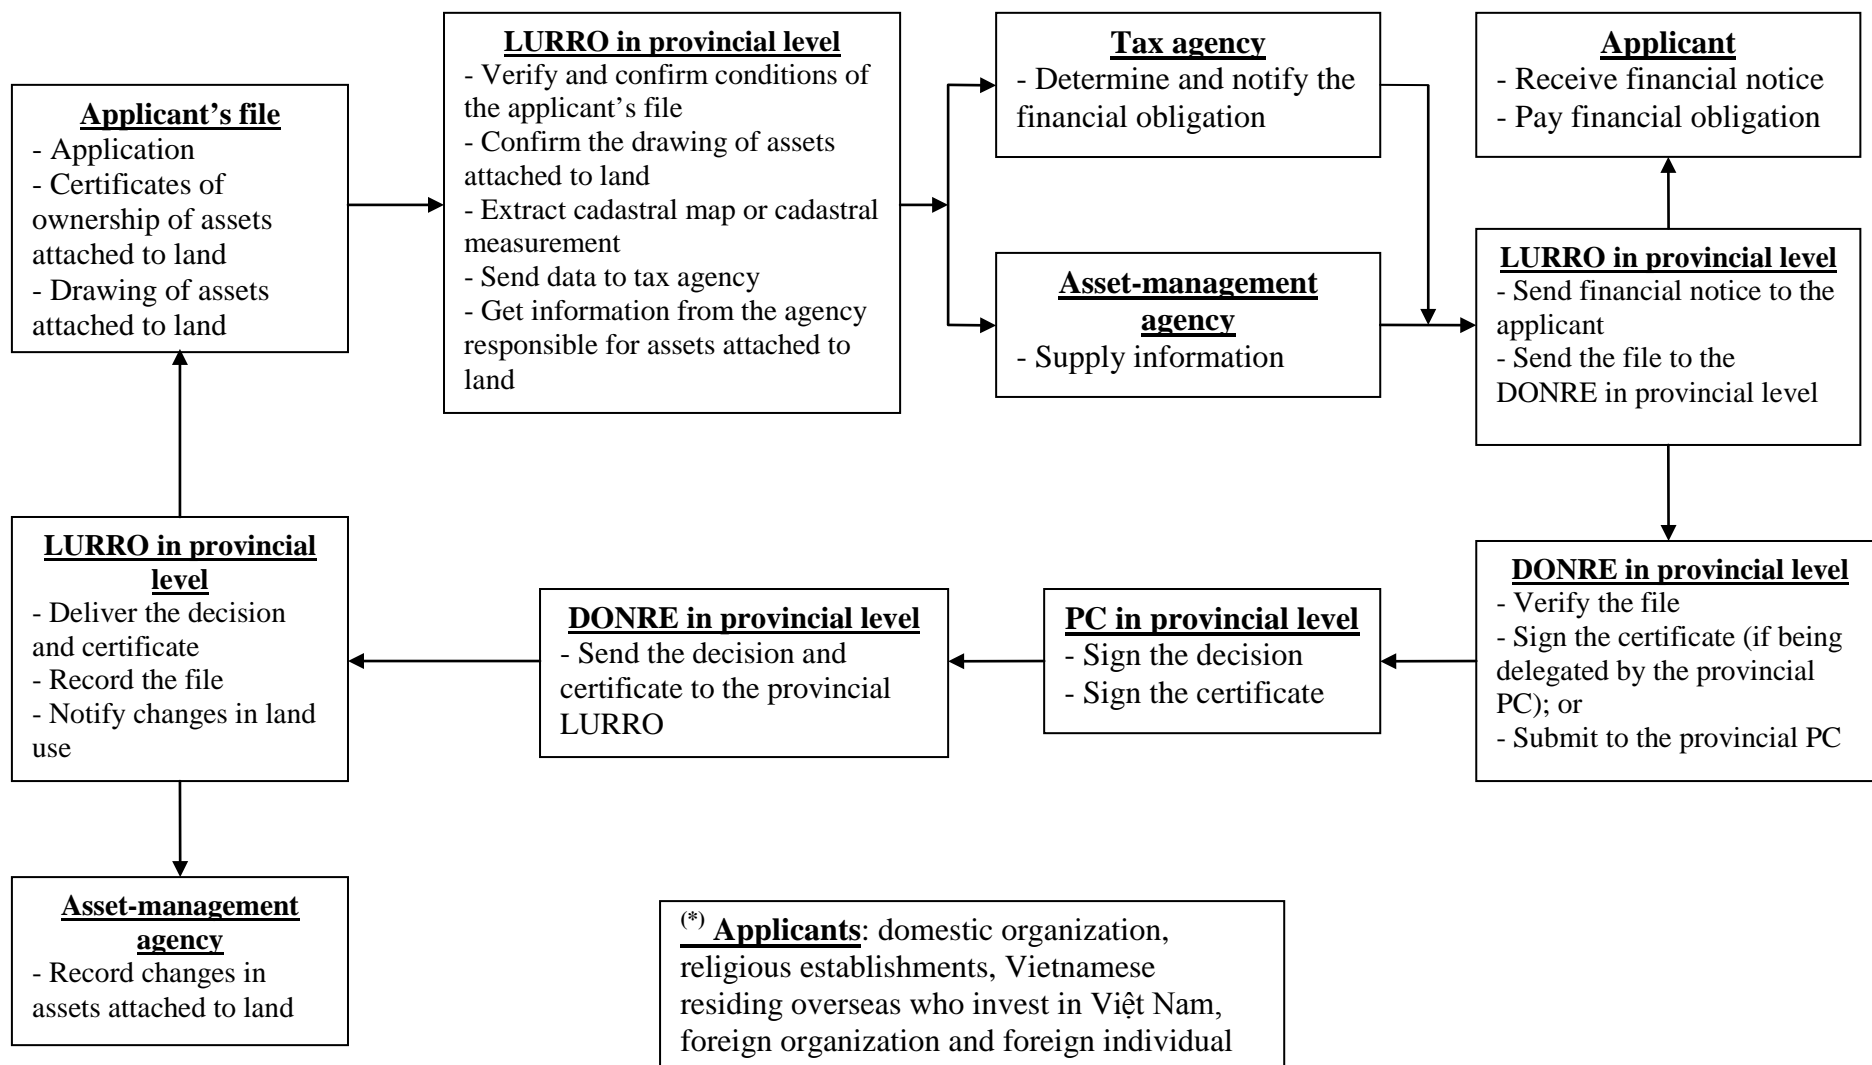 Applicant’s file
- Application
- Certificates of
ownership of assets
attached to land
- Drawing of assets
attached to land
LURRO in provincial level
- Verify and confirm conditions of
the applicant’s file
- Confirm the drawing of assets
attached to land
- Extract cadastral map or cadastral
measurement
- Send data to tax agency
- Get information from the agency
responsible for assets attached to
land
Tax agency
- Determine and notify the
financial obligation
Asset-management
agency
- Supply information
Applicant
- Receive financial notice
- Pay financial obligation
LURRO in provincial level
- Send financial notice to the
applicant
- Send the file to the
DONRE in provincial level
DONRE in provincial level
- Verify the file
- Sign the certificate (if being
delegated by the provincial
PC); or
- Submit to the provincial PC
PC in provincial level
- Sign the decision
- Sign the certificate
DONRE in provincial level
- Send the decision and
certificate to the provincial
LURRO
LURRO in provincial
level
- Deliver the decision
and certificate
- Record the file
- Notify changes in land
use
Asset-management
agency
- Record changes in
assets attached to land
(*) Applicants: domestic organization,
religious establishments, Vietnamese
residing overseas who invest in Việt Nam,
foreign organization and foreign individual